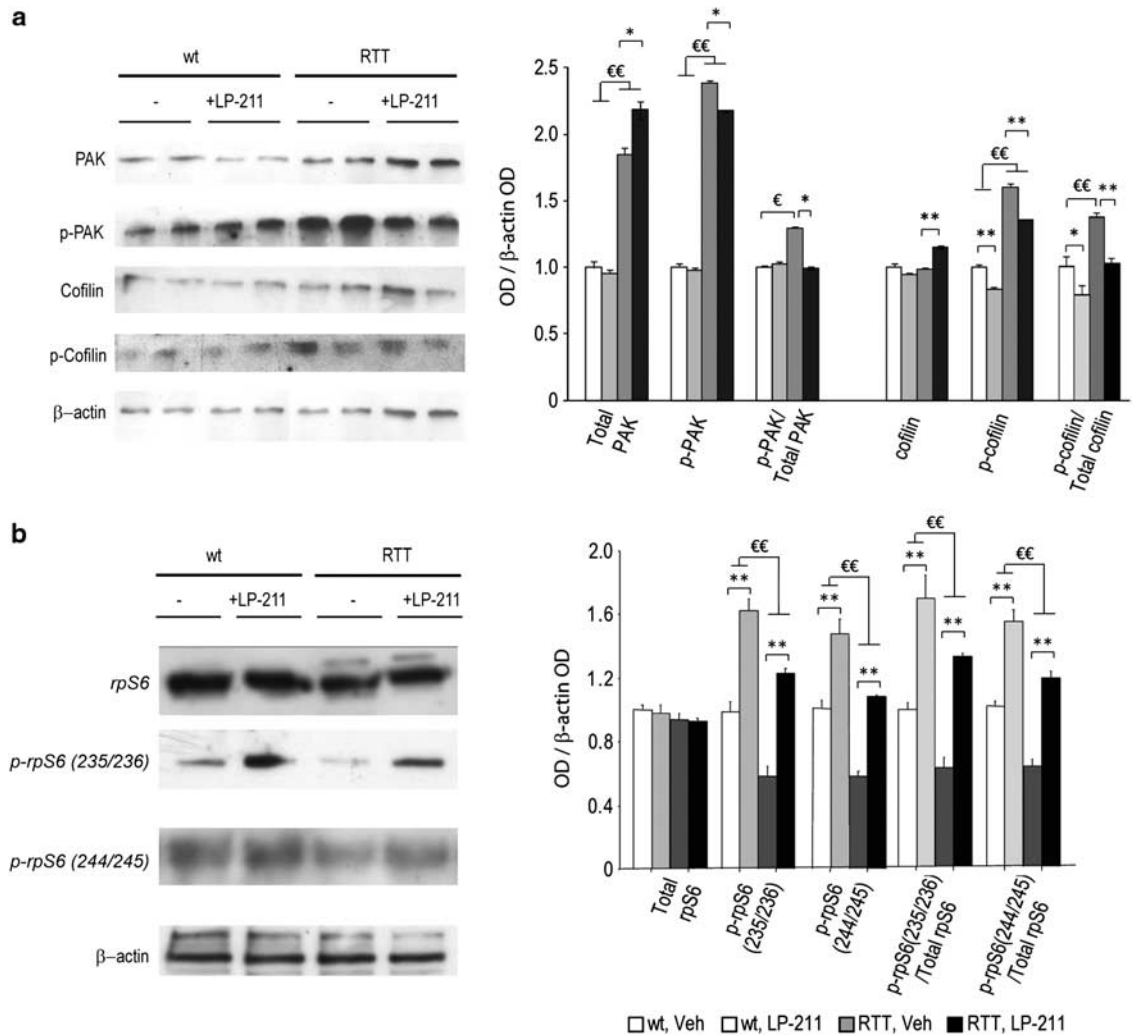 a
wt RTT
- +LP-211 - +LP-211
PAK
p-PAK
Cofilin
p-Cofilin
β–actin
OD / β-actin OD
2.5
2.0
1.5
1.0
0.5
0
€€ *
€€ *
€ *
**
** €€ **
* €€ **
Total PAK
p-PAK
p-PAK/ Total PAK
cofilin
p-cofilin
p-cofilin/ Total cofilin
b
wt RTT
- +LP-211 - +LP-211
rpS6
p-rpS6 (235/236)
p-rpS6 (244/245)
β–actin
OD / β-actin OD
2.0
1.6
1.2
0.8
0.4
0
** €€ **
** €€ **
** €€ **
** €€ **
Total rpS6
p-rpS6 (235/236)
p-rpS6 (244/245)
p-rpS6(235/236) /Total rpS6
p-rpS6(244/245) /Total rpS6
wt, Veh wt, LP-211 RTT, Veh RTT, LP-211